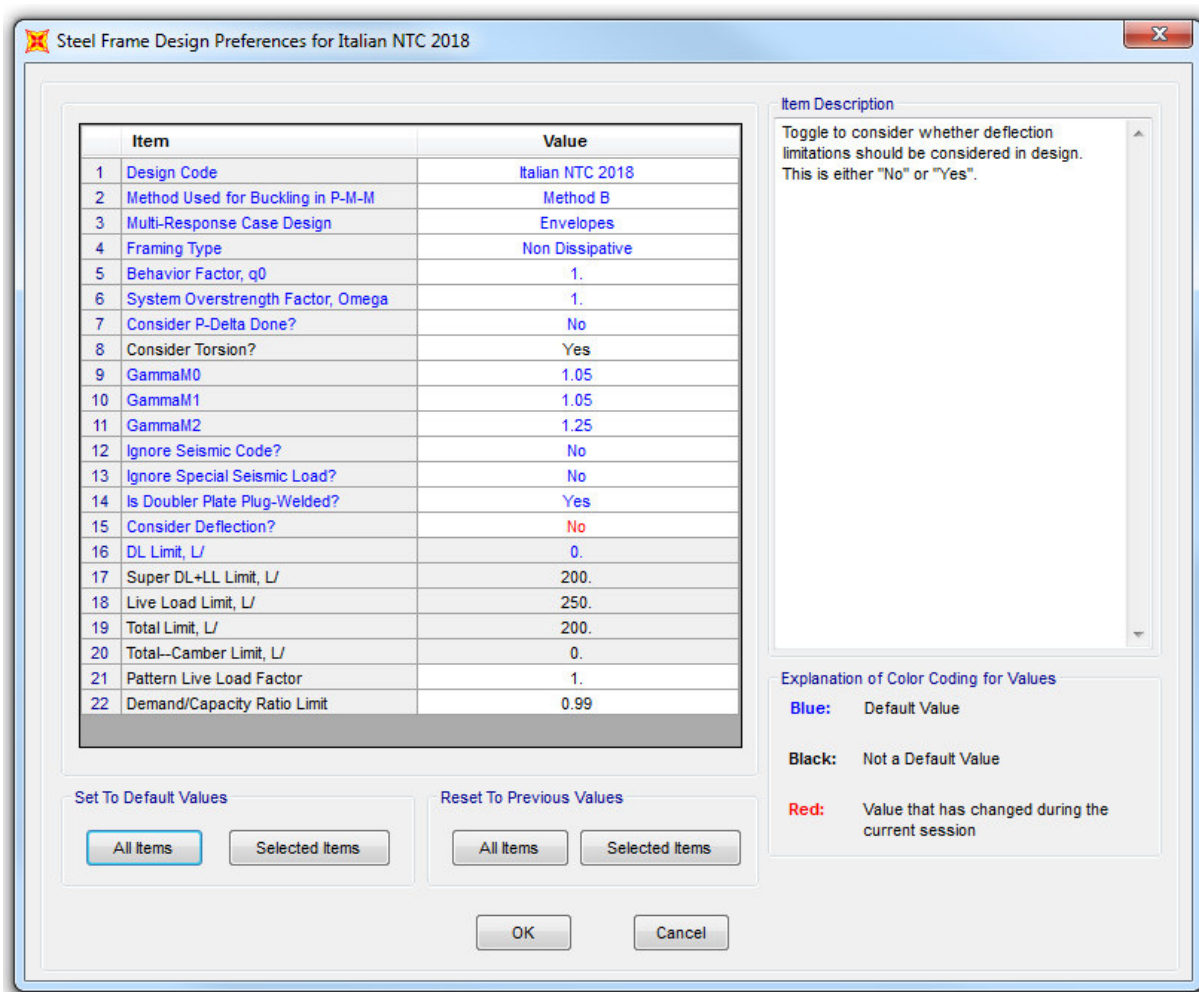 Steel Frame Design Preferences for Italian NTC 2018
Item Value
1 Design Code Italian NTC 2018
2 Method Used for Buckling in P-M-M Method B
3 Multi-Response Case Design Envelopes
4 Framing Type Non Dissipative
5 Behavior Factor, q0 1.
6 System Overstrength Factor, Omega 1.
7 Consider P-Delta Done? No
8 Consider Torsion? Yes
9 GammaM0 1.05
10 GammaM1 1.05
11 GammaM2 1.25
12 Ignore Seismic Code? No
13 Ignore Special Seismic Load? No
14 Is Doubler Plate Plug-Welded? Yes
15 Consider Deflection? No
16 DL Limit, L/ 0.
17 Super DL+LL Limit, L/ 200.
18 Live Load Limit, L/ 250.
19 Total Limit, L/ 200.
20 Total--Camber Limit, L/ 0.
21 Pattern Live Load Factor 1.
22 Demand/Capacity Ratio Limit 0.99
Item Description
Toggle to consider whether deflection
limitations should be considered in design.
This is either "No" or "Yes".
Explanation of Color Coding for Values
Blue: Default Value
Black: Not a Default Value
Red: Value that has changed during the
current session
Set To Default Values
All Items Selected Items
Reset To Previous Values
All Items Selected Items
OK Cancel